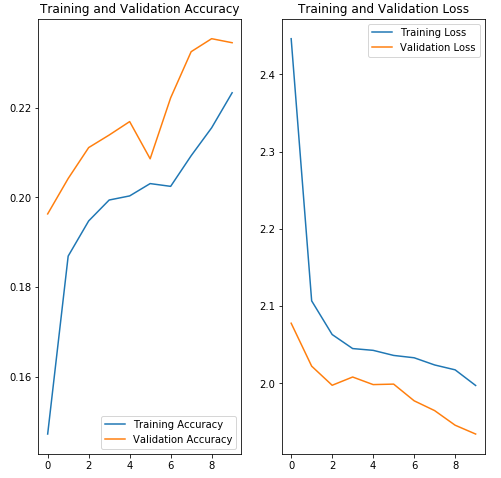 Training and Validation Accuracy
0.22
0.20
0.18
0.16
Training Accuracy
Validation Accuracy
0 2 4 6 8
Training and Validation Loss
Training Loss
Validation Loss
2.4
2.3
2.2
2.1
2.0
0 2 4 6 8